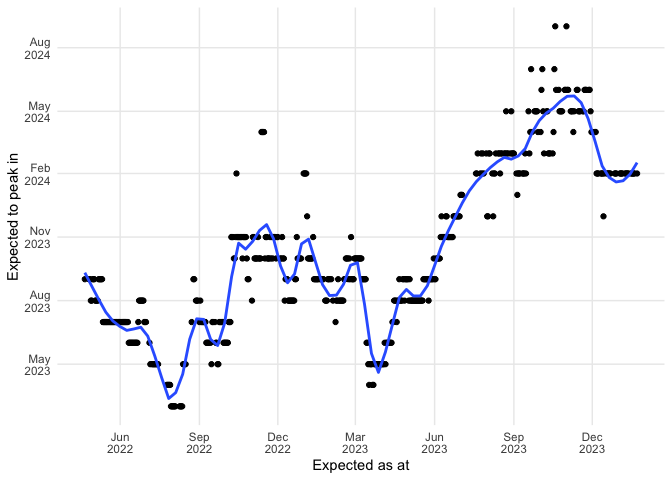 Aug
2024
May
2024
Feb
2024
Nov
2023
Aug
2023
May
2023
Expected to peak in
Jun
2022
Sep
2022
Dec
2022
Mar
2023
Jun
2023
Sep
2023
Dec
2023
Expected as at